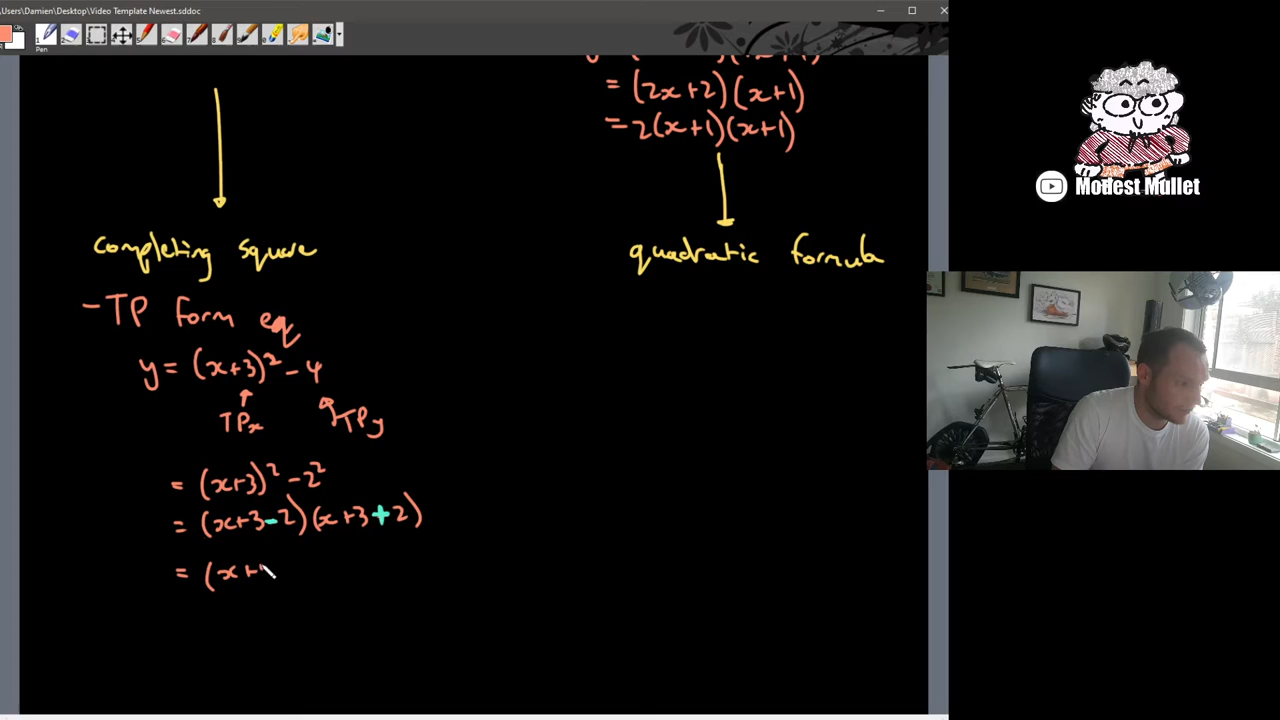 Users\Damien\Desktop\Video Template Newest.sddoc
Pen
= (2x+2)(x+1)
= 2(x+1)(x+1)
completing square
quadratic formula
- TP form eq
y = (x+3)² - 4
TPx
TPy
= (x+3)² - 2²
= (x+3-2)(x+3+2)
= (x+
Modest Mullet